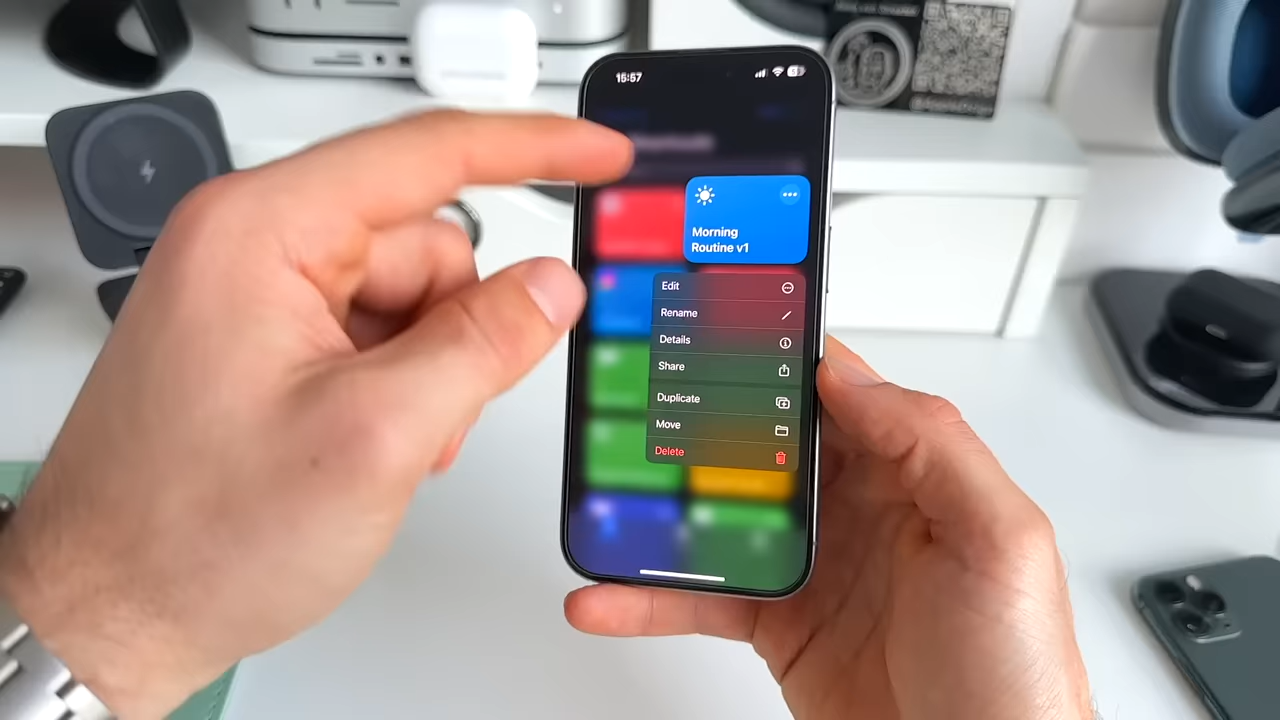 15:57
Morning
Routine v1
Edit
Rename
Details
Share
Duplicate
Move
Delete